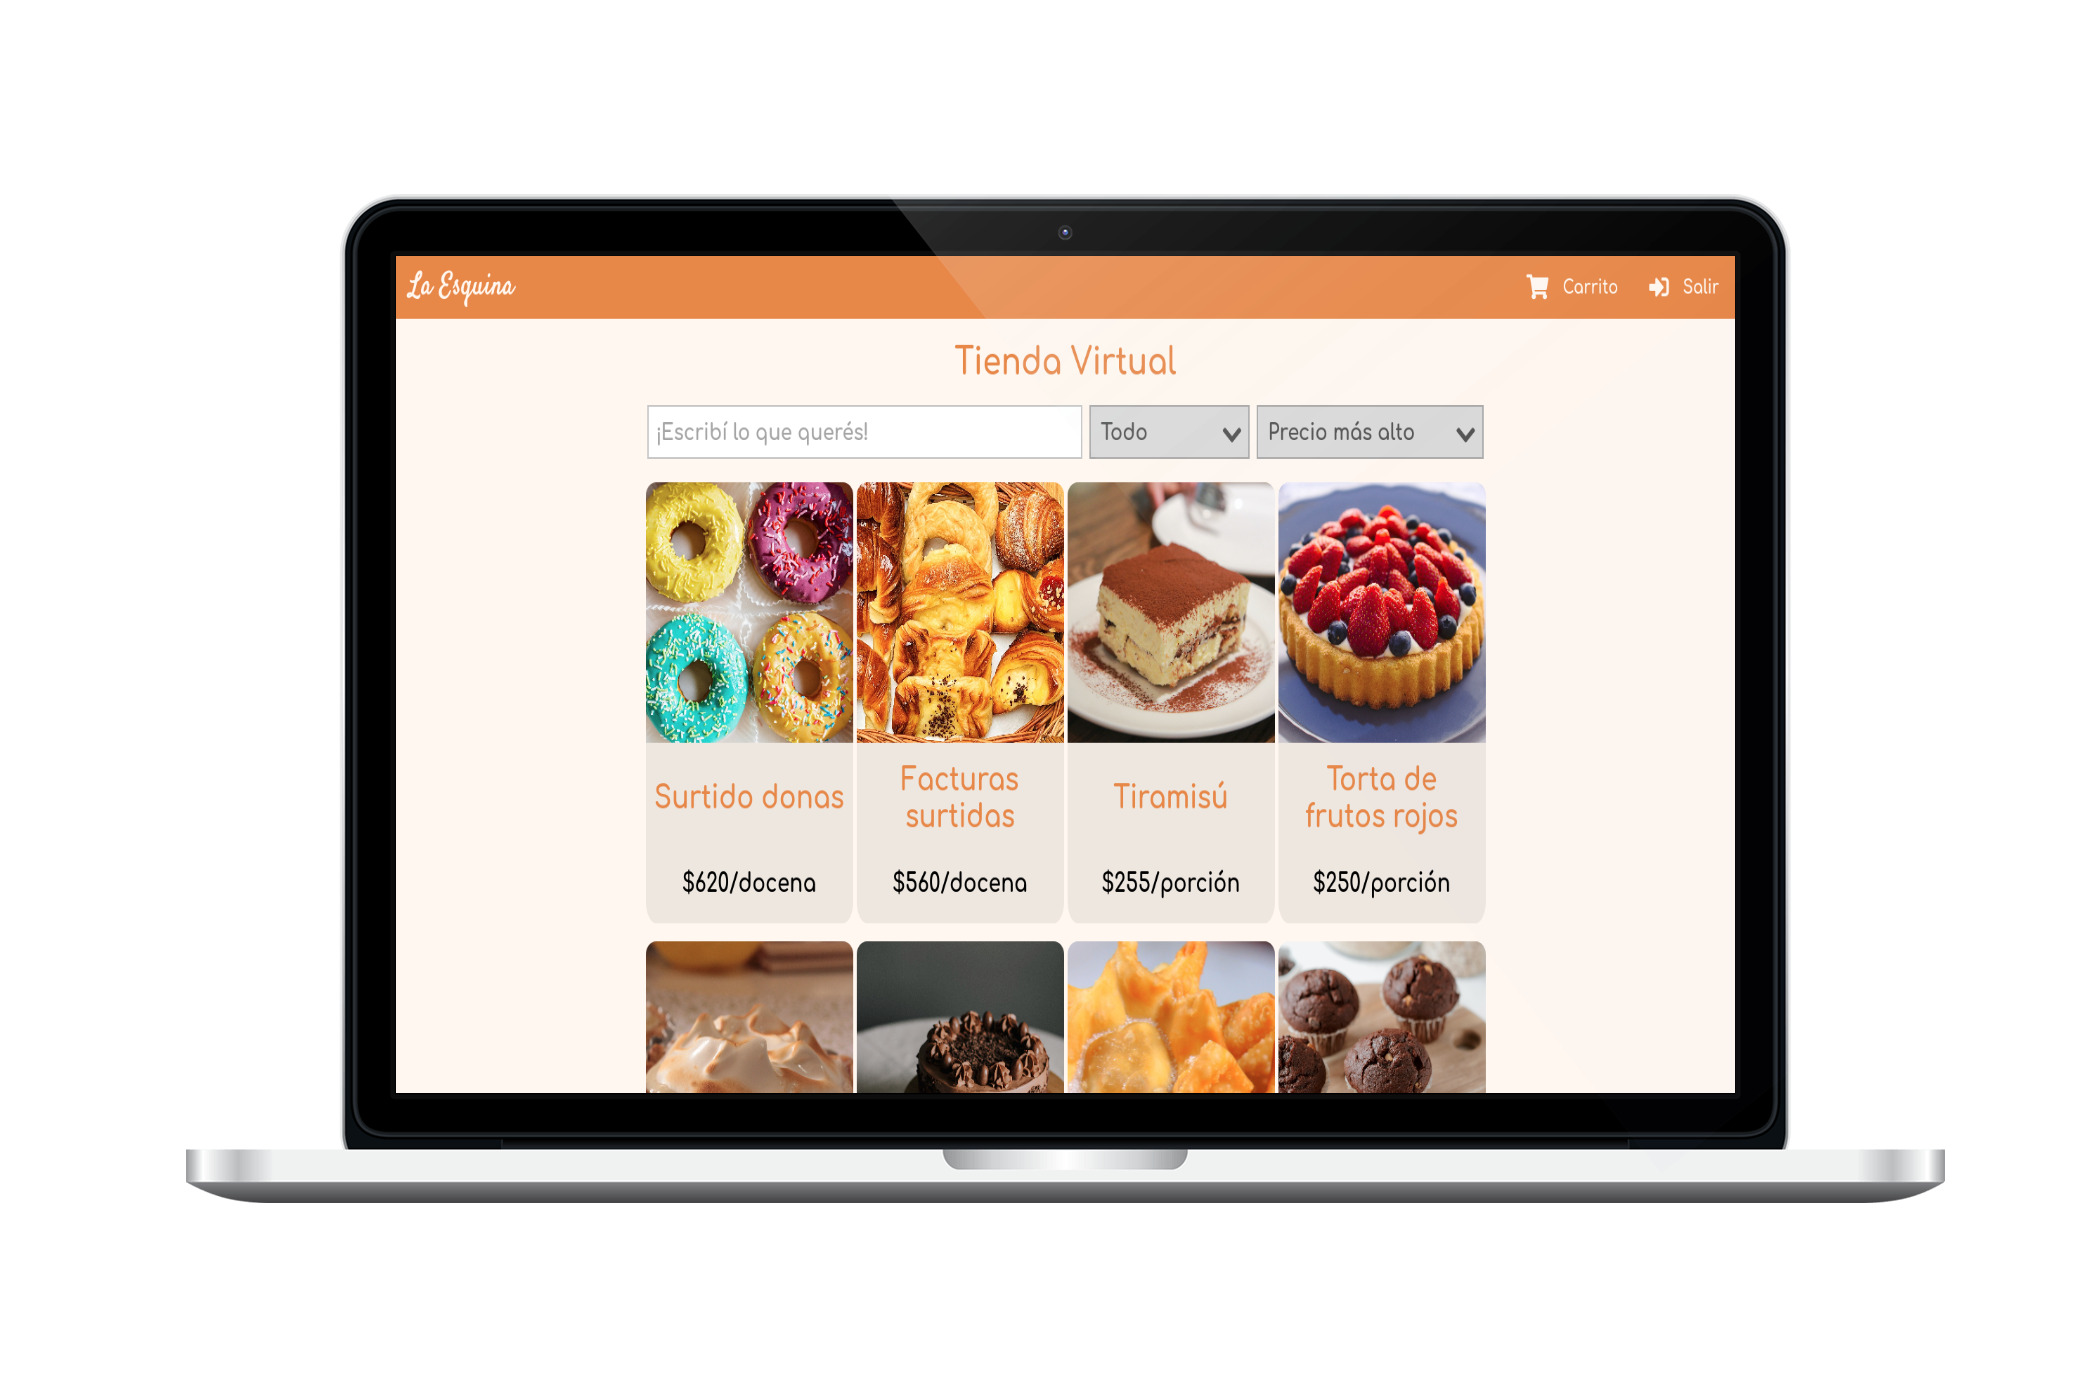 La Esquina
Carrito
Salir
Tienda Virtual
¡Escribí lo que querés!
Todo
Precio más alto
Surtido donas
Facturas
surtidas
Tiramisú
Torta de
frutos rojos
$620/docena
$560/docena
$255/porción
$250/porción